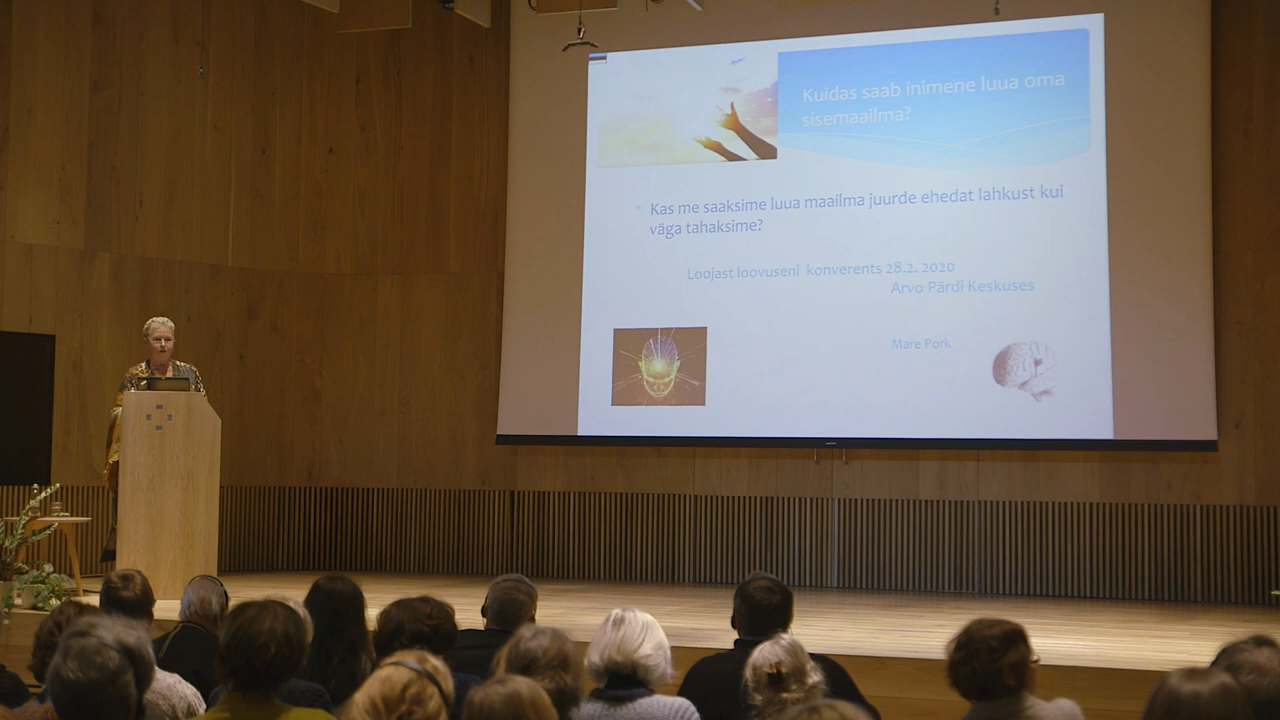 Kuidas saab inimene luua oma
sisemaailma?
Kas me saaksime luua maailma juurde ehedat lahkust kui
väga tahaksime?
Loojast loovuseni konverents 28.2. 2020
Arvo Pärdi Keskuses
Mare Pork